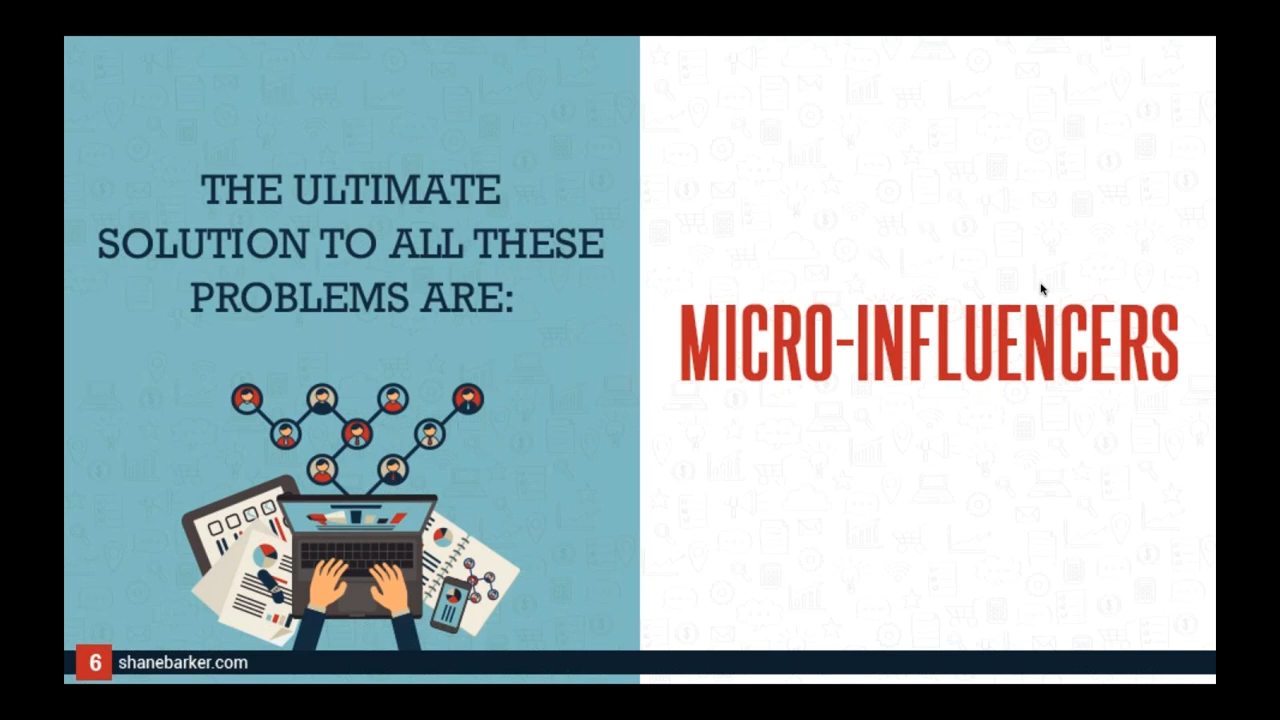 THE ULTIMATE
SOLUTION TO ALL THESE
PROBLEMS ARE:
MICRO-INFLUENCERS
6 shanebarker.com